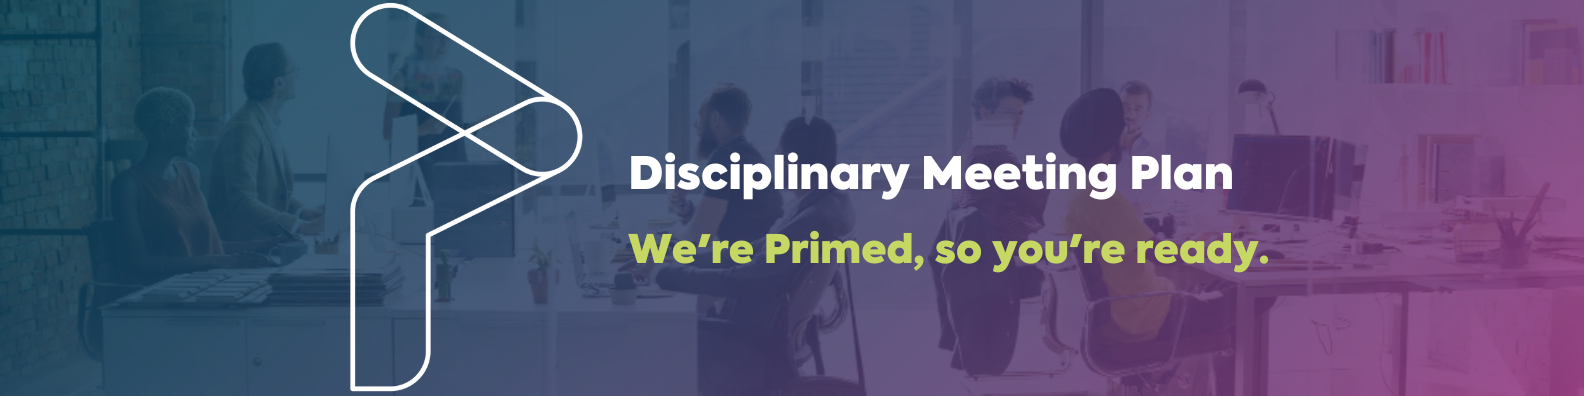 Disciplinary Meeting Plan
We’re Primed, so you’re ready.